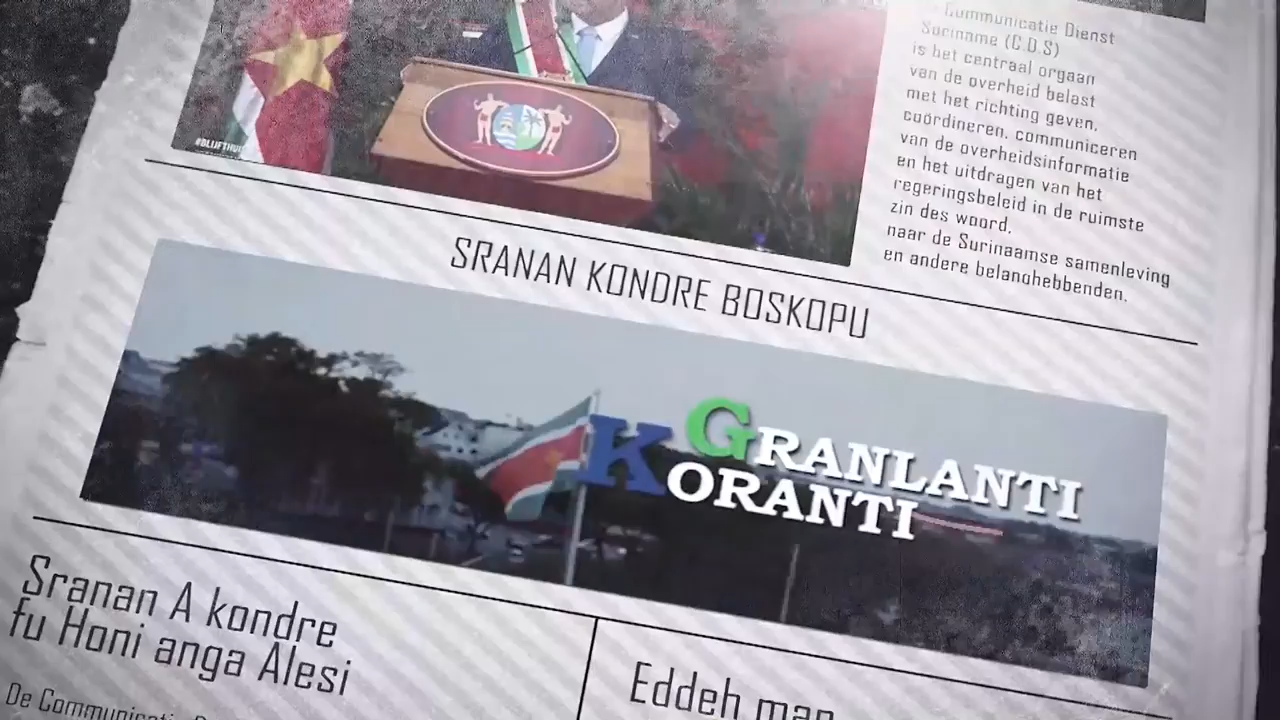 Communicatie Dienst
Suriname (C.D.S)
is het centraal orgaan
van de overheid belast
met het richting geven,
coördineren, communiceren
van de overheidsinformatie
en het uitdragen van het
regeringsbeleid in de ruimste
zin des woord,
naar de Surinaamse samenleving
en andere belanghebbenden.
SRANAN KONDRE BOSKOPU
GRANLANTI
KORANTI
Sranan A kondre
fu Honi anga Alesi
De
Eddeh man